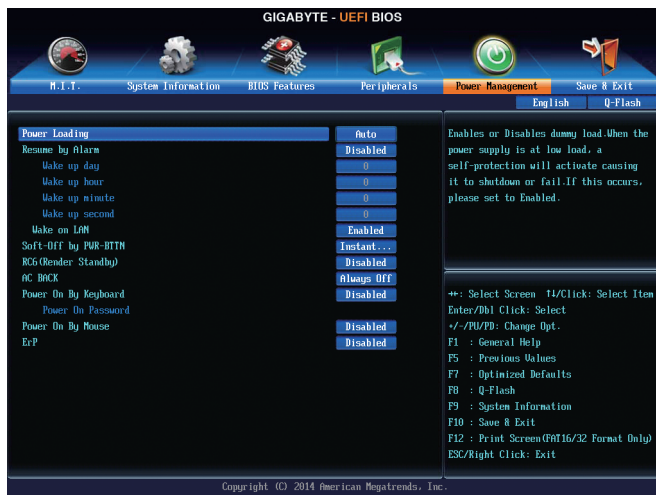 GIGABYTE - UEFI BIOS
M.I.T. System Information BIOS Features Peripherals Power Management Save & Exit
English Q-Flash
Power Loading Auto
Resume by Alarm Disabled
Wake up day 0
Wake up hour 0
Wake up minute 0
Wake up second 0
Wake on LAN Enabled
Soft-Off by PWR-BTTN Instant...
RC6(Render Standby) Disabled
AC BACK Always Off
Power On By Keyboard Disabled
Power On Password
Power On By Mouse Disabled
ErP Disabled
Enables or Disables dummy load.When the
power supply is at low load, a
self-protection will activate causing
it to shutdown or fail.If this occurs,
please set to Enabled.
→←: Select Screen ↑↓/Click: Select Item
Enter/Dbl Click: Select
+/-/PU/PD: Change Opt.
F1 : General Help
F5 : Previous Values
F7 : Optimized Defaults
F8 : Q-Flash
F9 : System Information
F10 : Save & Exit
F12 : Print Screen(FAT16/32 Format Only)
ESC/Right Click: Exit
Copyright (C) 2014 American Megatrends, Inc.